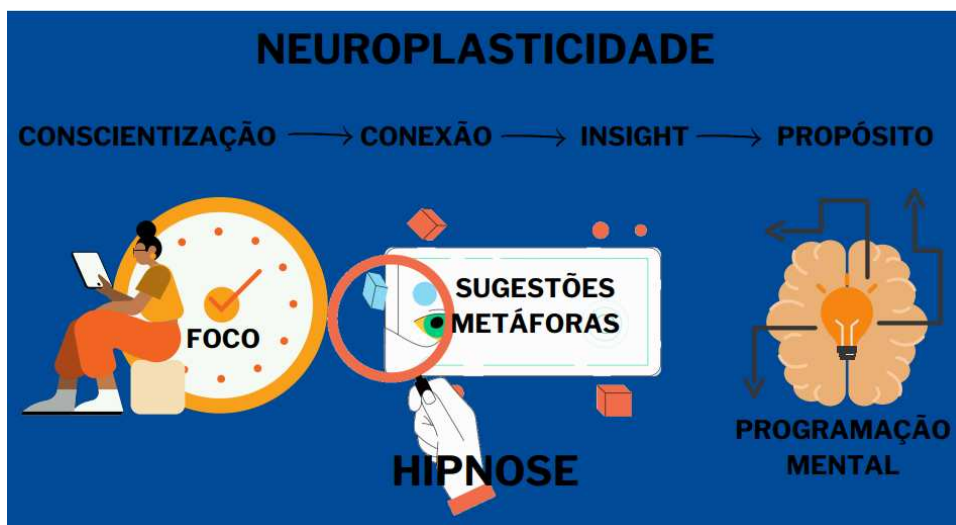 NEUROPLASTICIDADE
CONSCIENTIZAÇÃO → CONEXÃO → INSIGHT → PROPÓSITO
FOCO
SUGESTÕES
METÁFORAS
HIPNOSE
PROGRAMAÇÃO
MENTAL